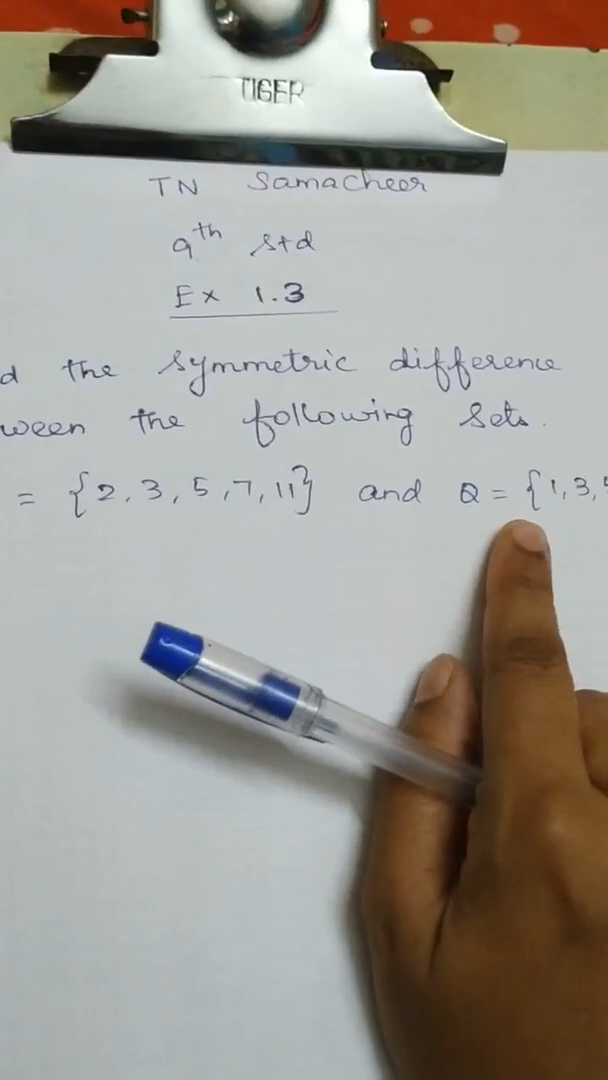 TIGER
TN Samacheer
9th std
Ex 1.3
d the symmetric difference
ween the following sets.
= {2, 3, 5, 7, 11} and Q = {1, 3,